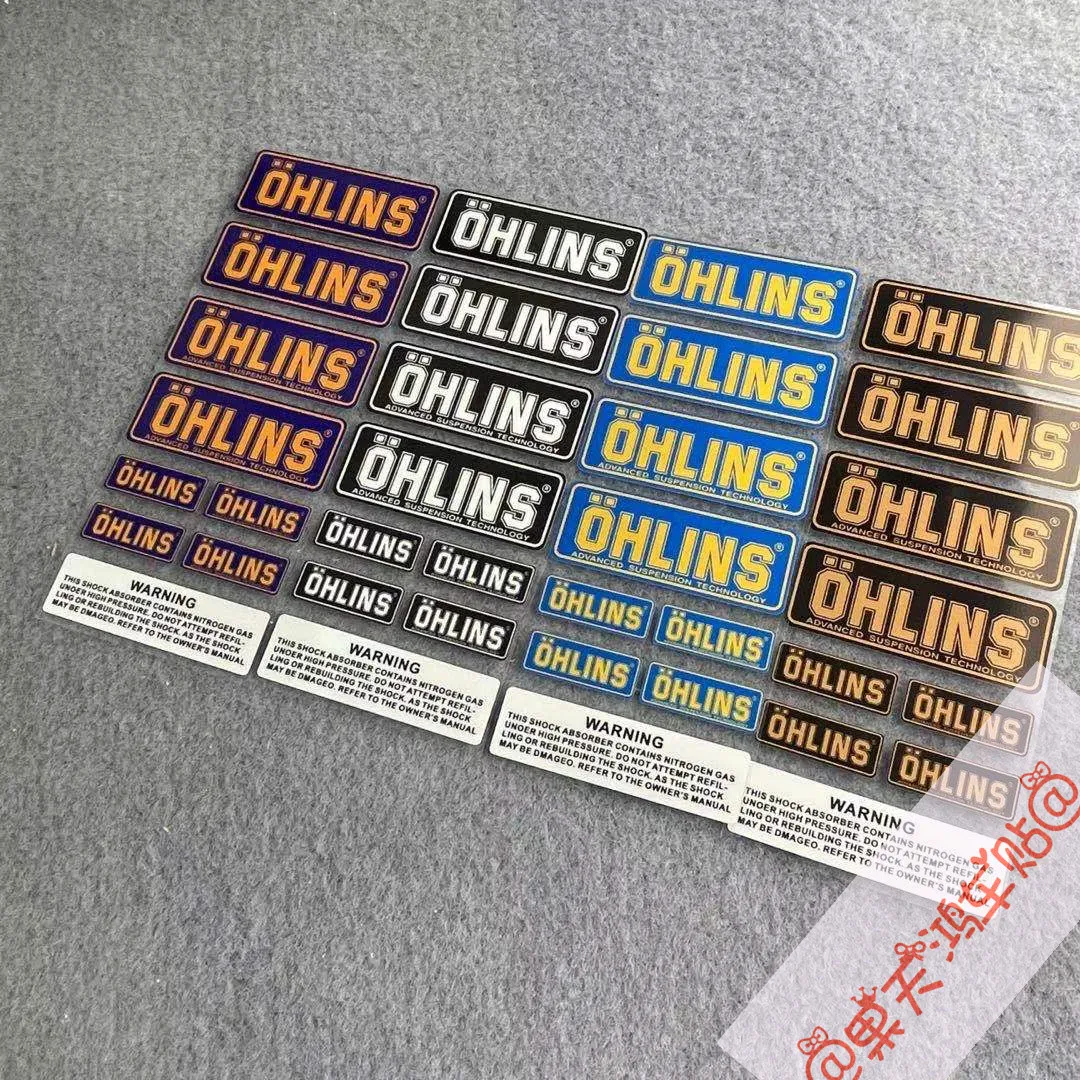 ÖHLINS®
ÖHLINS®
ÖHLINS®
ADVANCED SUSPENSION TECHNOLOGY
ÖHLINS®
ADVANCED SUSPENSION TECHNOLOGY
ÖHLINS ÖHLINS
ÖHLINS ÖHLINS
WARNING
THIS SHOCK ABSORBER CONTAINS NITROGEN GAS
UNDER HIGH PRESSURE. DO NOT ATTEMPT REFIL-
LING OR REBUILDING THE SHOCK. AS THE SHOCK
MAY BE DMAGEO. REFER TO THE OWNER'S MANUAL
ÖHLINS®
ÖHLINS®
ÖHLINS®
ADVANCED SUSPENSION TECHNOLOGY
ÖHLINS®
ADVANCED SUSPENSION TECHNOLOGY
ÖHLINS ÖHLINS
ÖHLINS ÖHLINS
WARNING
THIS SHOCK ABSORBER CONTAINS NITROGEN GAS
UNDER HIGH PRESSURE. DO NOT ATTEMPT REFIL-
LING OR REBUILDING THE SHOCK. AS THE SHOCK
MAY BE DMAGEO. REFER TO THE OWNER'S MANUAL
ÖHLINS®
ÖHLINS®
ÖHLINS®
ADVANCED SUSPENSION TECHNOLOGY
ÖHLINS®
ADVANCED SUSPENSION TECHNOLOGY
ÖHLINS ÖHLINS
ÖHLINS ÖHLINS
WARNING
THIS SHOCK ABSORBER CONTAINS NITROGEN GAS
UNDER HIGH PRESSURE. DO NOT ATTEMPT REFIL-
LING OR REBUILDING THE SHOCK. AS THE SHOCK
MAY BE DMAGEO. REFER TO THE OWNER'S MANUAL
ÖHLINS
ÖHLINS®
ÖHLINS®
ADVANCED SUSPENSION TECHNOLOGY
ÖHLINS®
ADVANCED SUSPENSION TECHNOLOGY
ÖHLINS ÖHLINS
ÖHLINS ÖHLINS
WARNING
THIS SHOCK ABSORBER CONTAINS NITROGEN GAS
UNDER HIGH PRESSURE. DO NOT ATTEMPT REFIL-
LING OR REBUILDING THE SHOCK. AS THE SHOCK
MAY BE DMAGEO. REFER TO THE OWNER'S MANUAL
@果天鸿车贴@